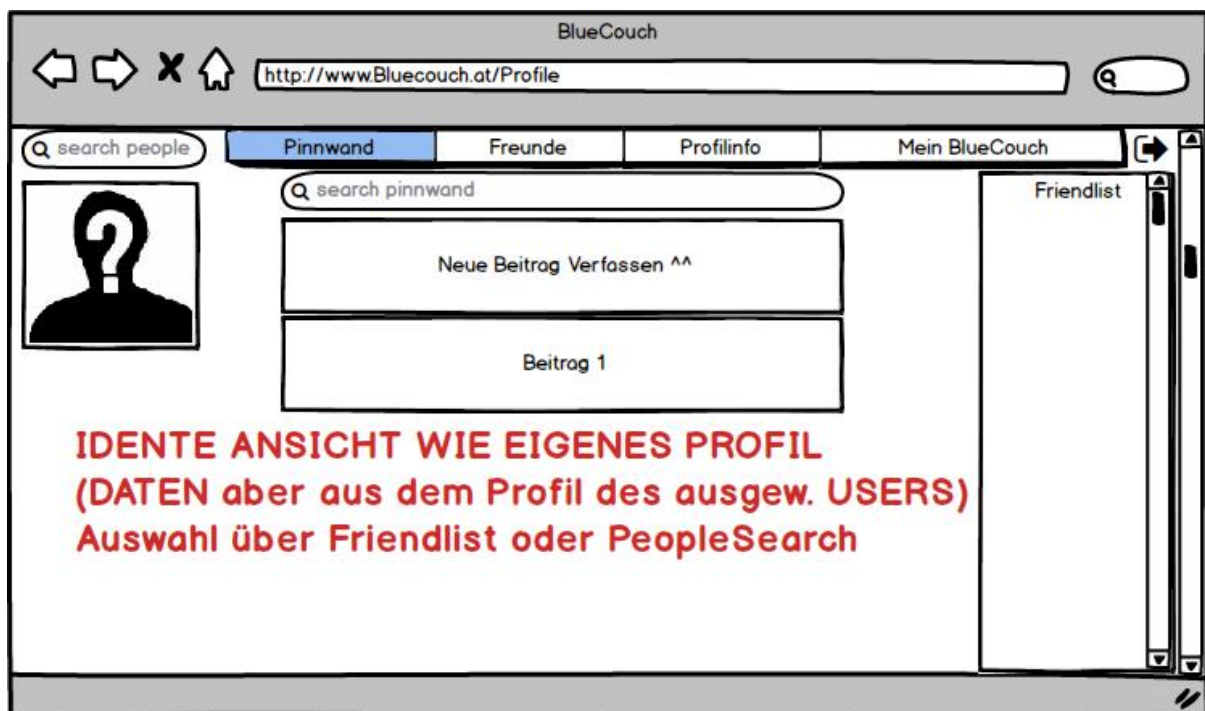 BlueCouch
http://www.Bluecouch.at/Profile
search people
Pinnwand
Freunde
Profilinfo
Mein BlueCouch
search pinnwand
Friendlist
Neue Beitrag Verfassen ^^
Beitrag 1
IDENTE ANSICHT WIE EIGENES PROFIL
(DATEN aber aus dem Profil des ausgew. USERS)
Auswahl über Friendlist oder PeopleSearch